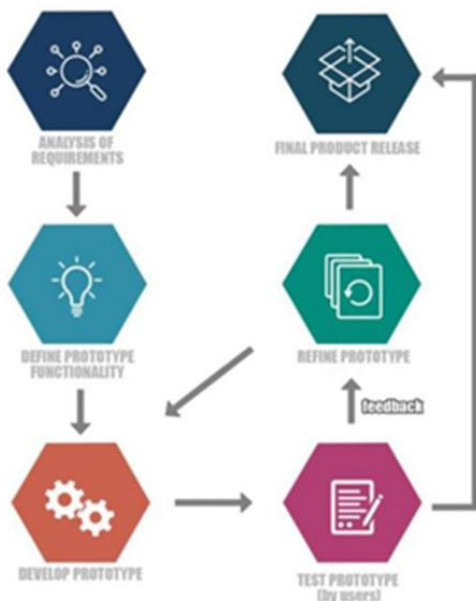 ANALYSIS OF
REQUIREMENTS
FINAL PRODUCT RELEASE
DEFINE PROTOTYPE
FUNCTIONALITY
REFINE PROTOTYPE
feedback
DEVELOP PROTOTYPE
TEST PROTOTYPE
(by users)